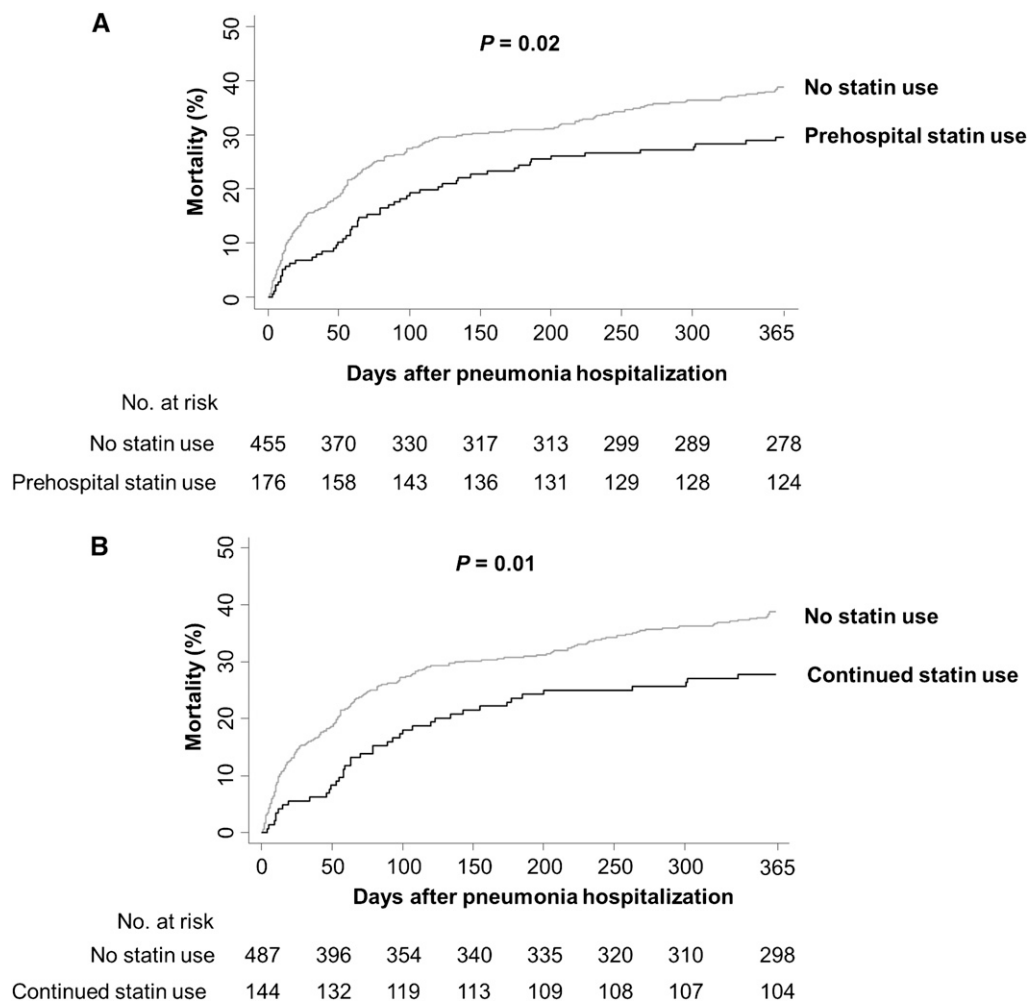 A
P = 0.02
50
40
30
20
10
0
Mortality (%)
No statin use
Prehospital statin use
0 50 100 150 200 250 300 365
Days after pneumonia hospitalization
No. at risk
No statin use 455 370 330 317 313 299 289 278
Prehospital statin use 176 158 143 136 131 129 128 124
B
P = 0.01
50
40
30
20
10
0
Mortality (%)
No statin use
Continued statin use
0 50 100 150 200 250 300 365
Days after pneumonia hospitalization
No. at risk
No statin use 487 396 354 340 335 320 310 298
Continued statin use 144 132 119 113 109 108 107 104